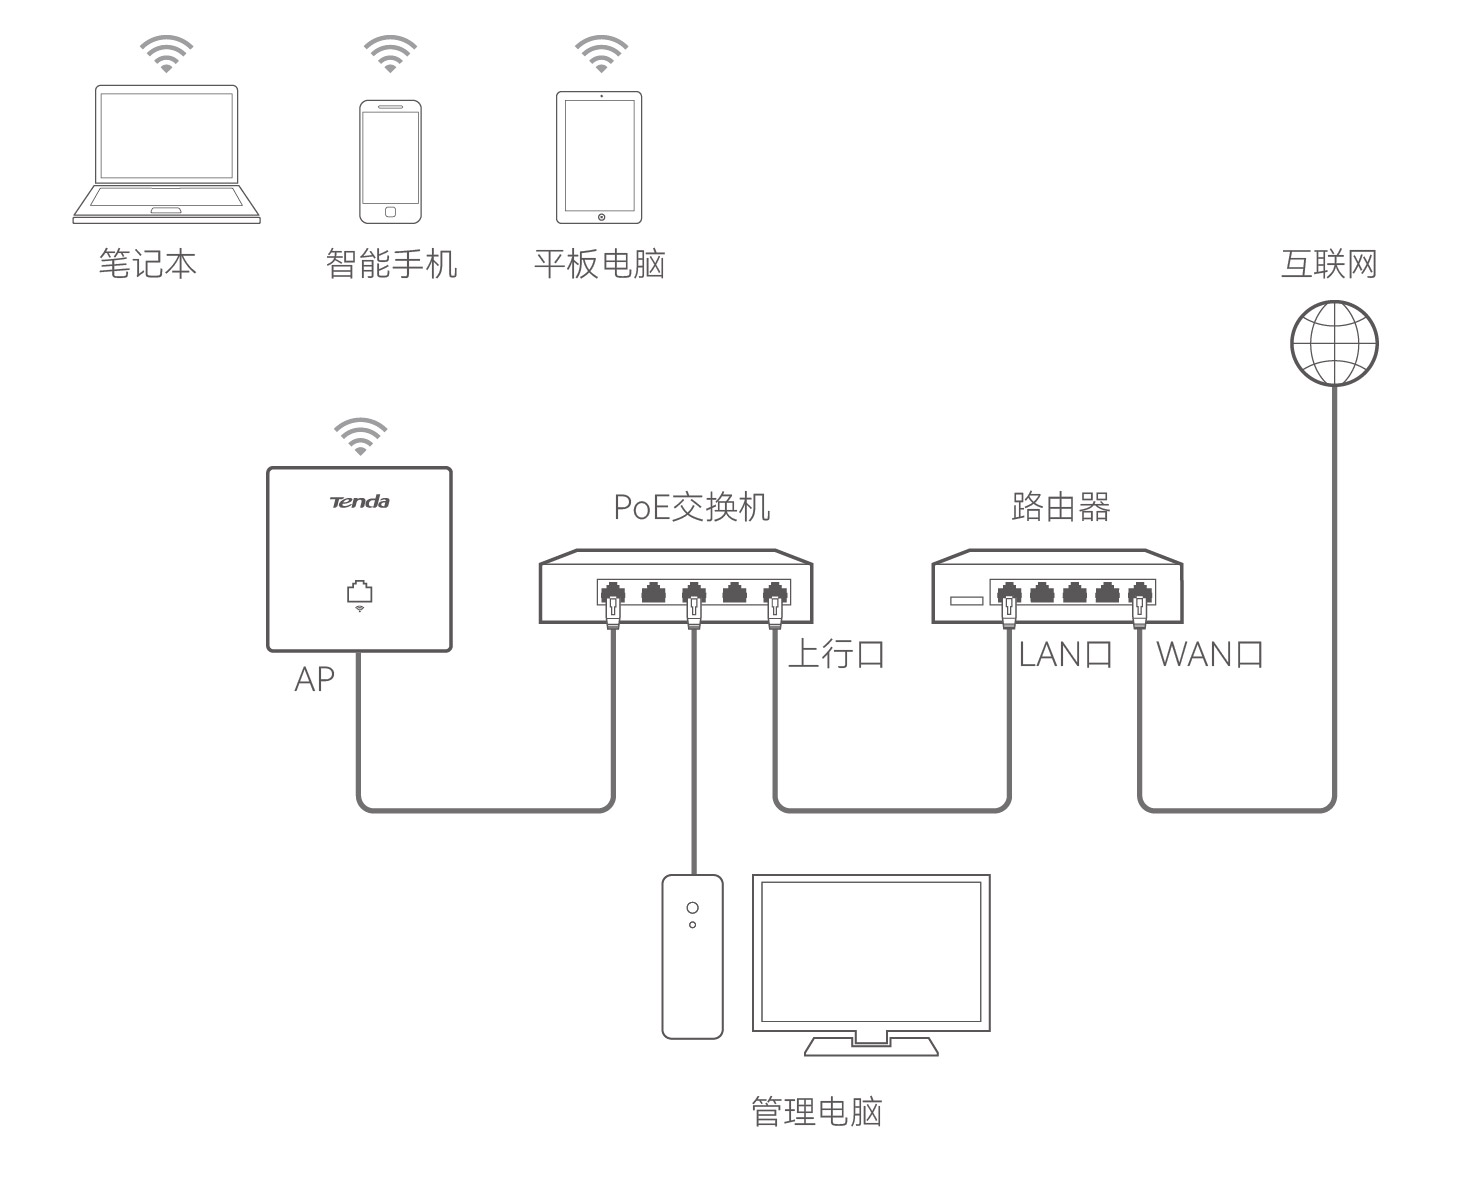 笔记本
智能手机
平板电脑
互联网
Tenda
PoE交换机
路由器
AP
上行口
LAN口
WAN口
管理电脑